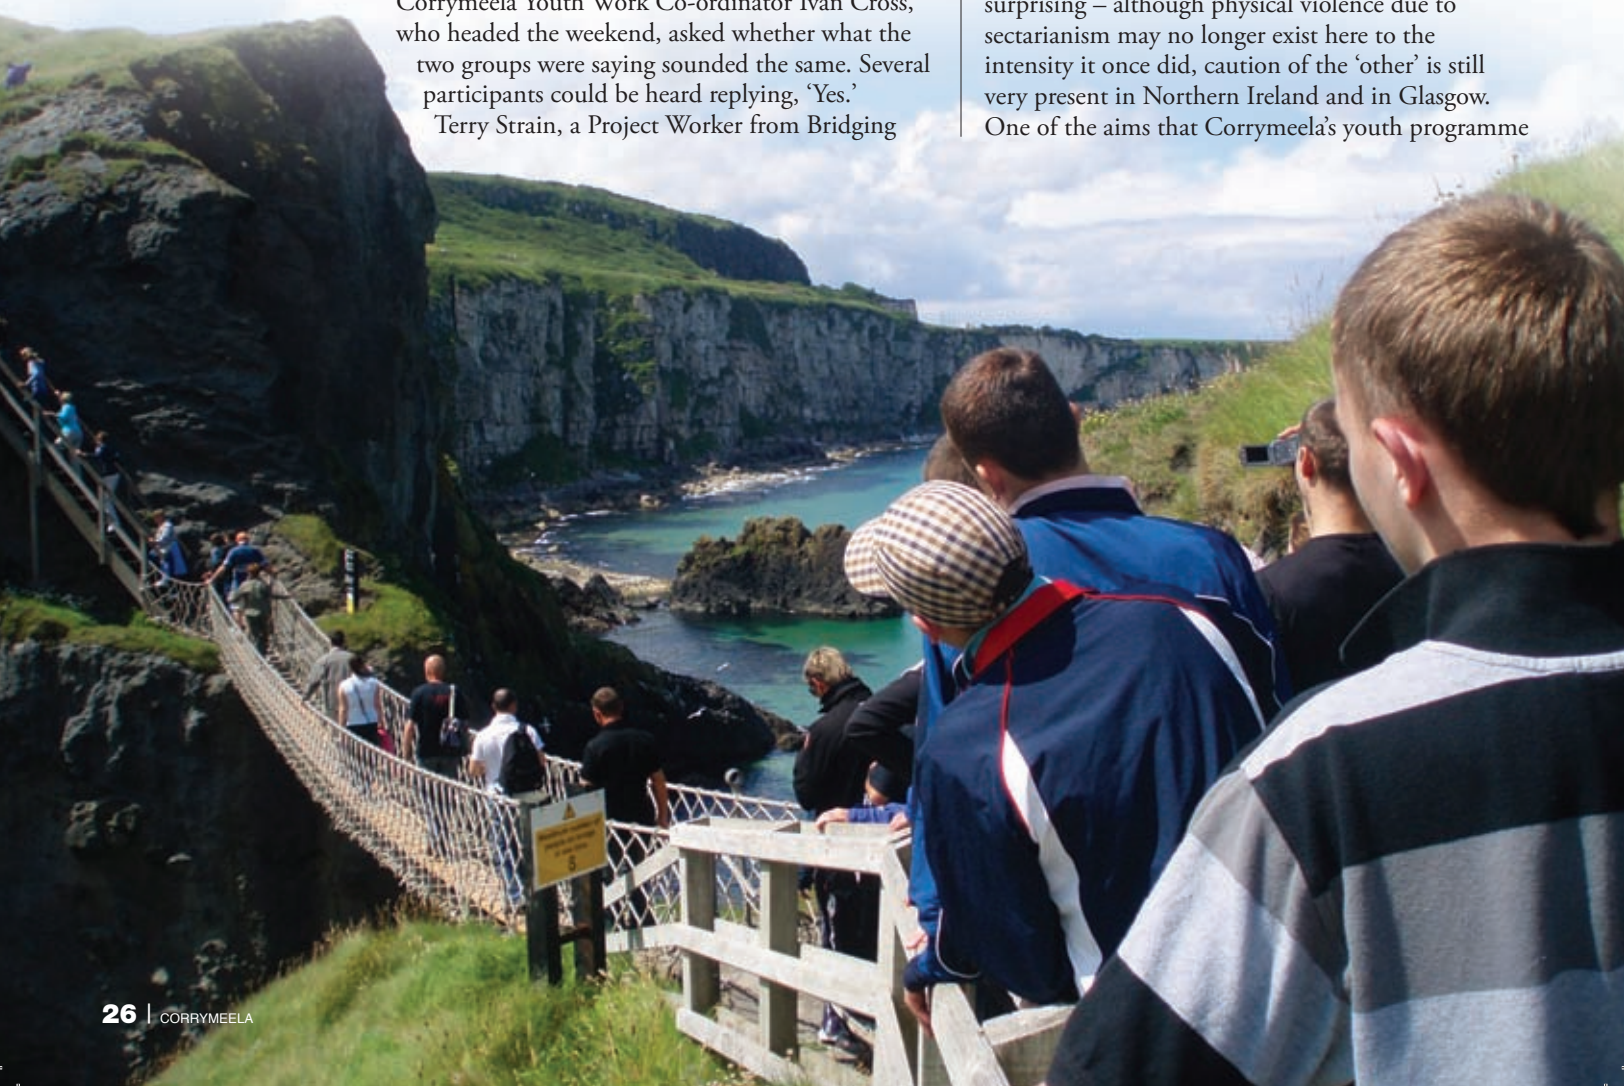 Corrymeela Youth Work Co-ordinator Ivan Cross,
who headed the weekend, asked whether what the
two groups were saying sounded the same. Several
participants could be heard replying, ‘Yes.’
Terry Strain, a Project Worker from Bridging
surprising – although physical violence due to
sectarianism may no longer exist here to the
intensity it once did, caution of the ‘other’ is still
very present in Northern Ireland and in Glasgow.
One of the aims that Corrymeela’s youth programme
8
26 | CORRYMEELA